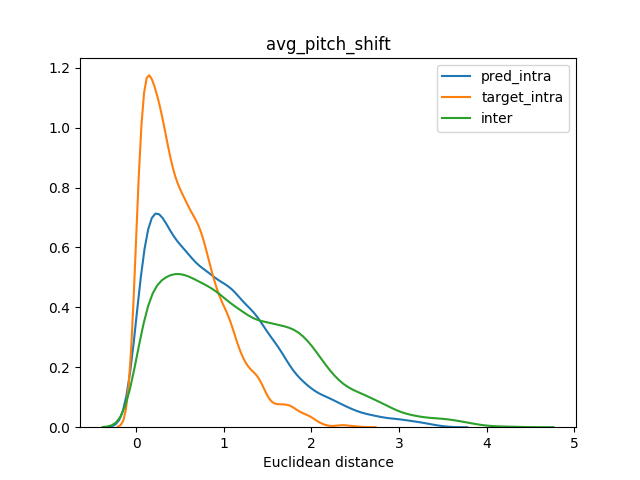 avg_pitch_shift
pred_intra
target_intra
inter
1.2
1.0
0.8
0.6
0.4
0.2
0.0
0 1 2 3 4 5
Euclidean distance